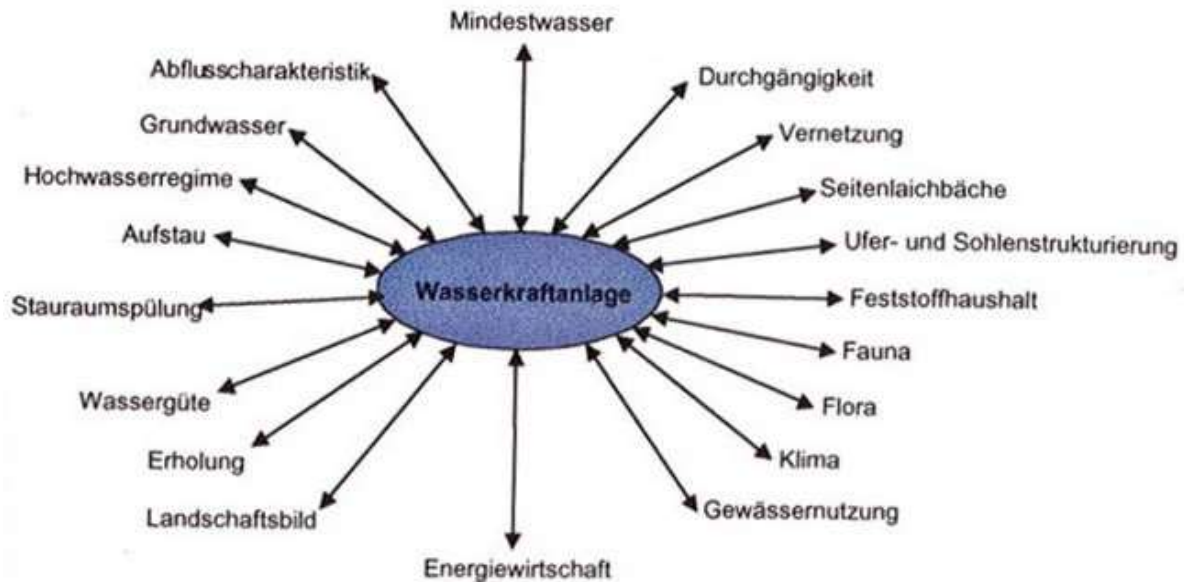 Mindestwasser
Abflusscharakteristik
Durchgängigkeit
Grundwasser
Vernetzung
Hochwasserregime
Seitenlaichbäche
Aufstau
Ufer- und Sohlenstrukturierung
Wasserkraftanlage
Stauraumspülung
Feststoffhaushalt
Fauna
Wassergüte
Flora
Erholung
Klima
Landschaftsbild
Gewässernutzung
Energiewirtschaft